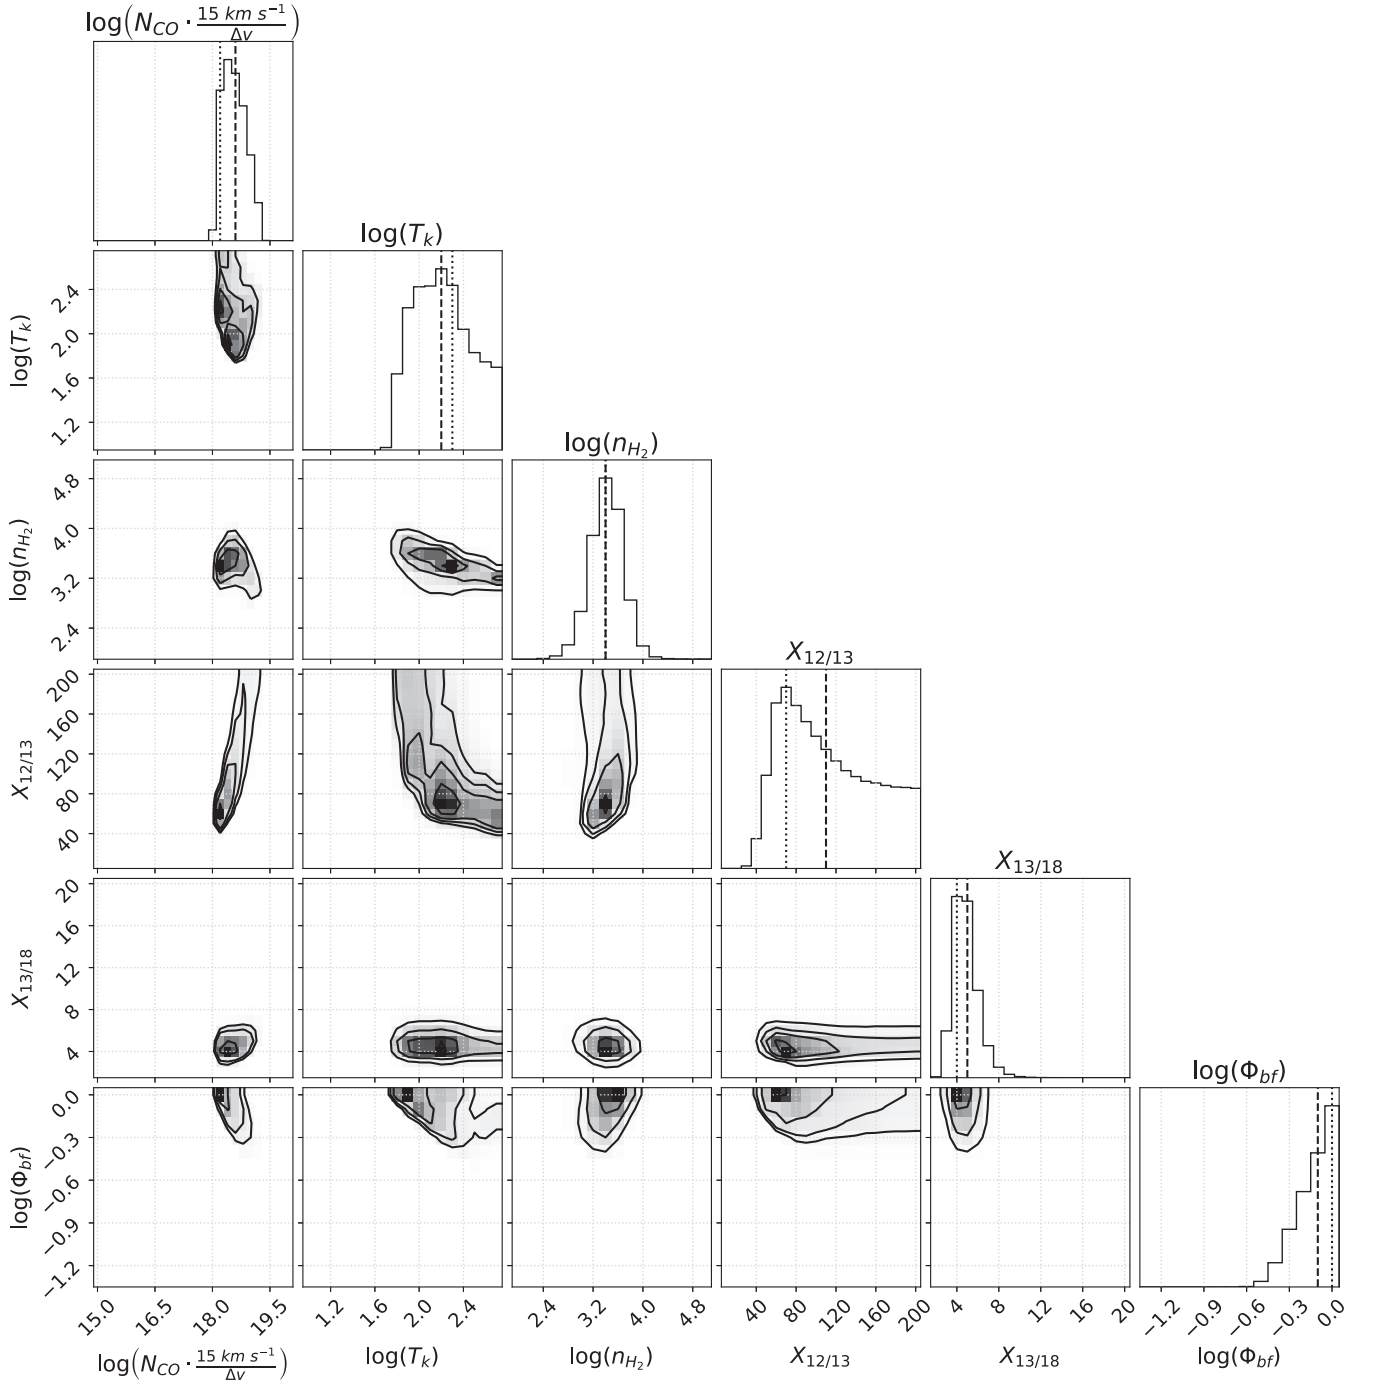 log(N_CO · 15 km s⁻¹ / Δv)
log(T_k)
2.4
2.0
1.6
1.2
log(T_k)
log(n_H₂)
4.8
4.0
3.2
2.4
log(n_H₂)
X_12/13
200
160
120
80
40
X_12/13
X_13/18
20
16
12
8
4
X_13/18
log(Φ_bf)
0.0
−0.3
−0.6
−0.9
−1.2
log(Φ_bf)
15.0 16.5 18.0 19.5 1.2 1.6 2.0 2.4 2.4 3.2 4.0 4.8 40 80 120 160 200 4 8 12 16 20 −1.2 −0.9 −0.6 −0.3 0.0
log(N_CO · 15 km s⁻¹ / Δv) log(T_k) log(n_H₂) X_12/13 X_13/18 log(Φ_bf)